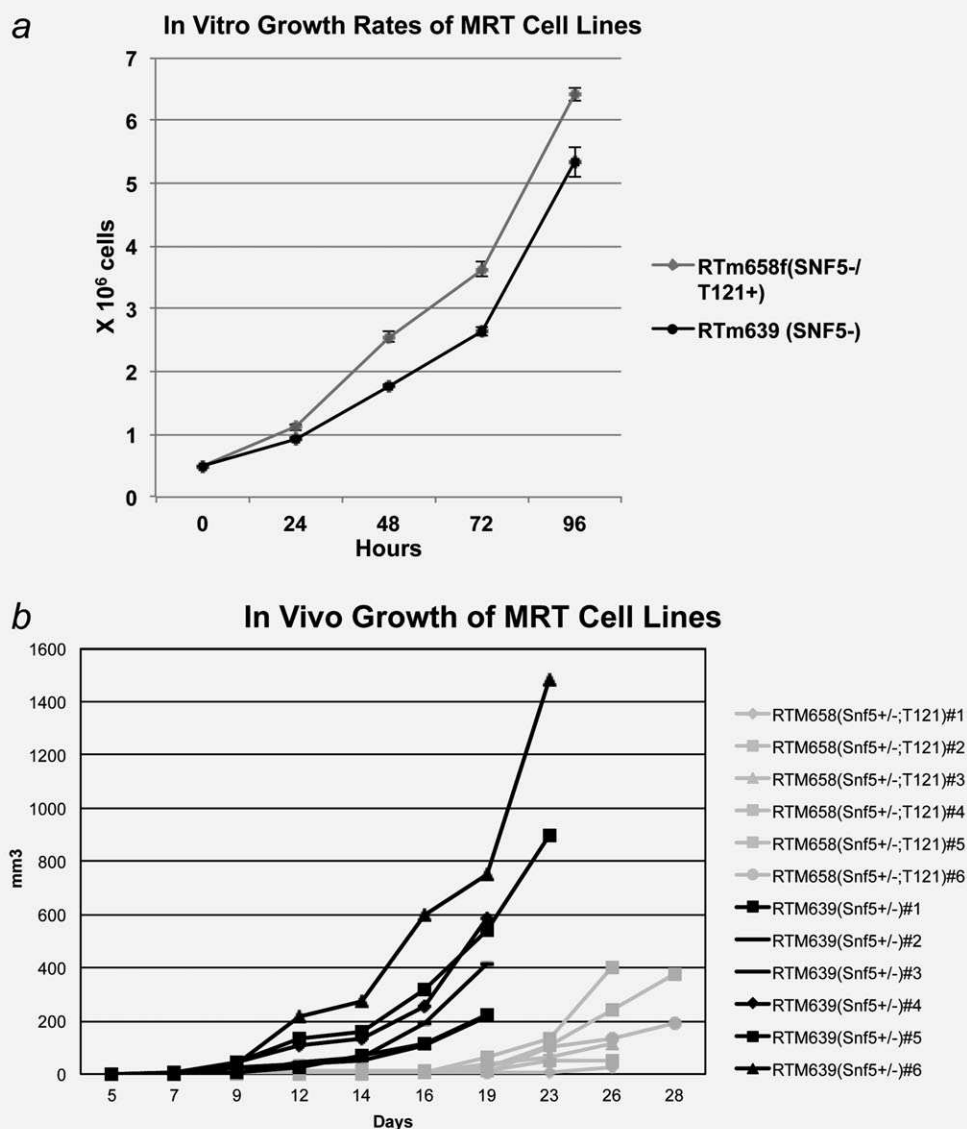 a
In Vitro Growth Rates of MRT Cell Lines
7
6
5
4
3
2
1
0
X 10⁶ cells
0 24 48 72 96
Hours
RTm658f(SNF5-/
T121+)
RTm639 (SNF5-)
b
In Vivo Growth of MRT Cell Lines
1600
1400
1200
1000
800
600
400
200
0
mm3
5 7 9 12 14 16 19 23 26 28
Days
RTM658(Snf5+/-;T121)#1
RTM658(Snf5+/-;T121)#2
RTM658(Snf5+/-;T121)#3
RTM658(Snf5+/-;T121)#4
RTM658(Snf5+/-;T121)#5
RTM658(Snf5+/-;T121)#6
RTM639(Snf5+/-)#1
RTM639(Snf5+/-)#2
RTM639(Snf5+/-)#3
RTM639(Snf5+/-)#4
RTM639(Snf5+/-)#5
RTM639(Snf5+/-)#6